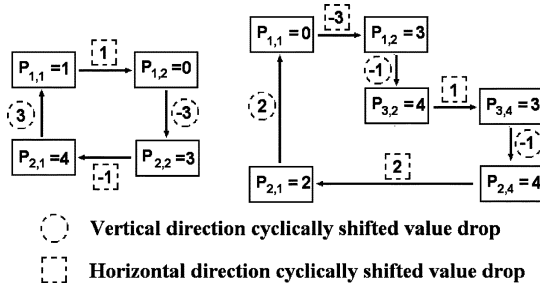 1
P1,1 =1
P1,2 =0
3
-3
P2,1 =4
P2,2 =3
-1
-3
P1,1 =0
P1,2 =3
-1
P3,2 =4
1
P3,4 =3
2
-1
2
P2,1 =2
P2,4 =4
Vertical direction cyclically shifted value drop
Horizontal direction cyclically shifted value drop